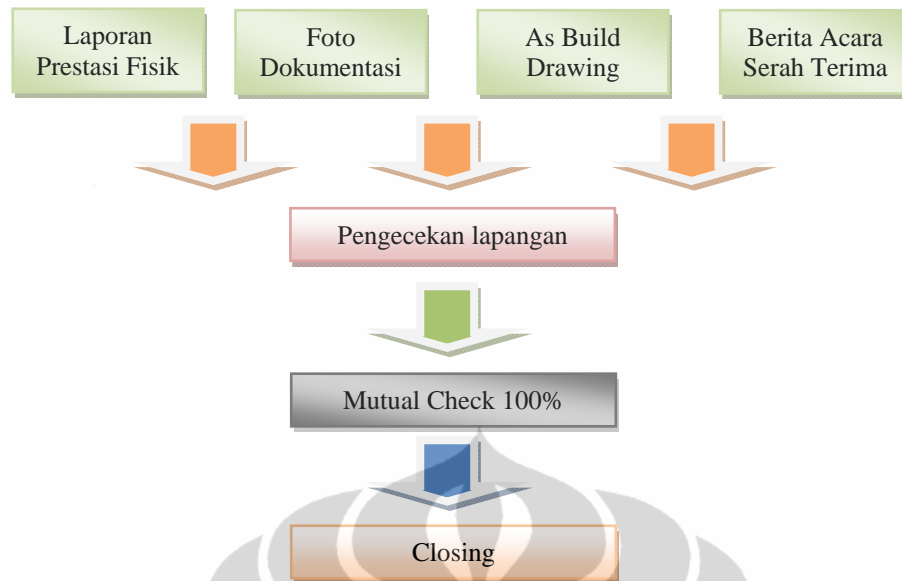 Laporan
Prestasi Fisik
Foto
Dokumentasi
As Build
Drawing
Berita Acara
Serah Terima
Pengecekan lapangan
Mutual Check 100%
Closing